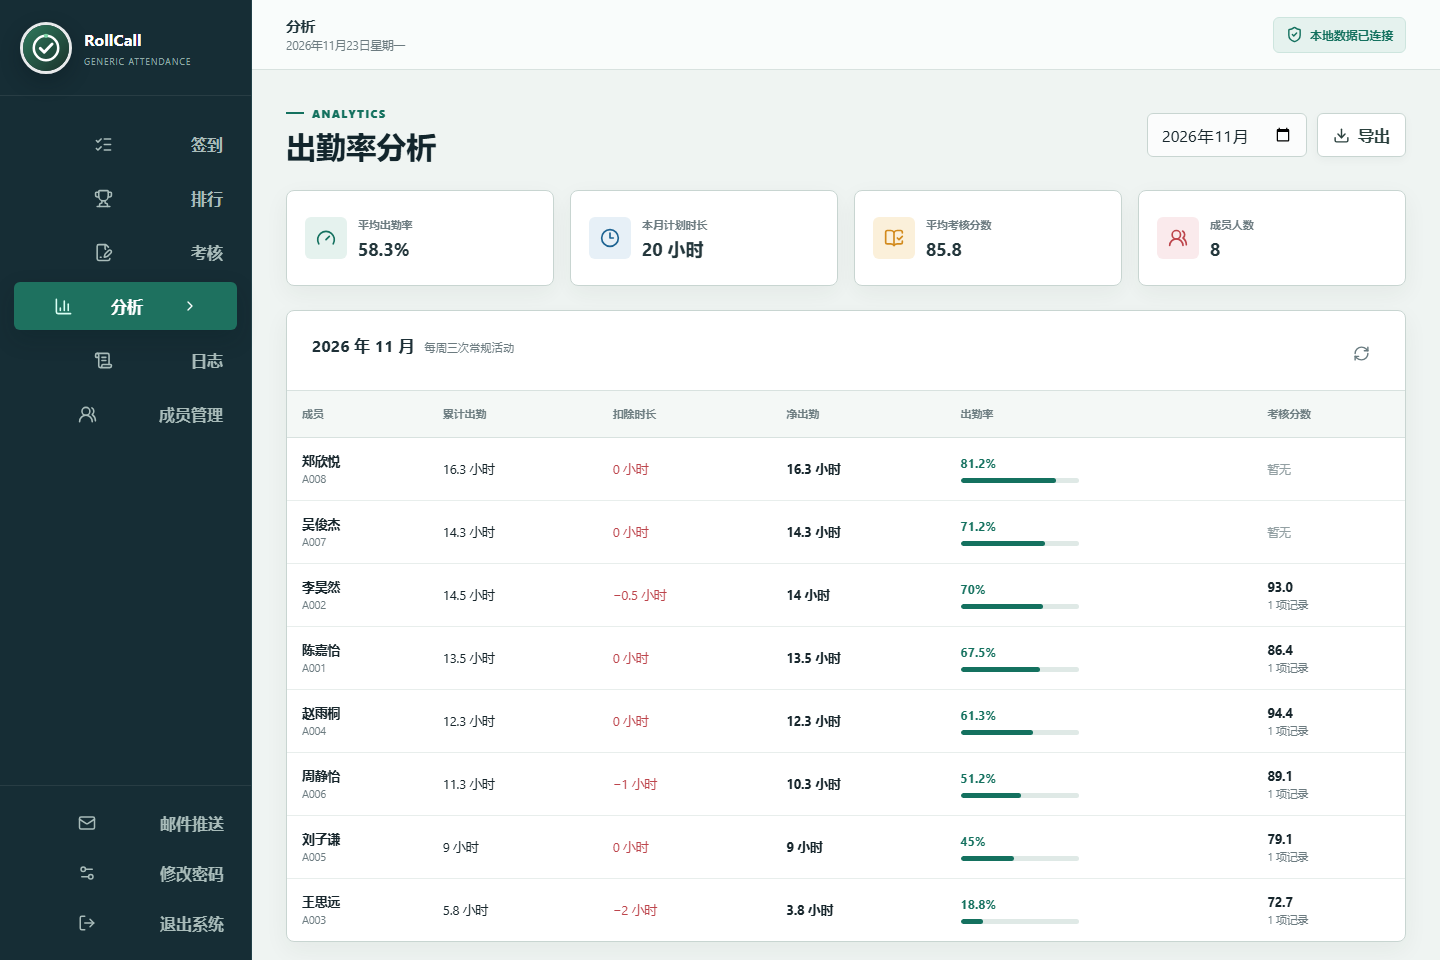 RollCall
GENERIC ATTENDANCE
签到
排行
考核
分析
日志
成员管理
邮件推送
修改密码
退出系统
分析
2026年11月23日星期一
本地数据已连接
ANALYTICS
出勤率分析
2026年11月
导出
平均出勤率
58.3%
本月计划时长
20 小时
平均考核分数
85.8
成员人数
8
2026 年 11 月 每周三次常规活动
成员 累计出勤 扣除时长 净出勤 出勤率 考核分数
郑欣悦
A008
16.3 小时 0 小时 16.3 小时 81.2% 暂无
吴俊杰
A007
14.3 小时 0 小时 14.3 小时 71.2% 暂无
李昊然
A002
14.5 小时 −0.5 小时 14 小时 70% 93.0
1 项记录
陈嘉怡
A001
13.5 小时 0 小时 13.5 小时 67.5% 86.4
1 项记录
赵雨桐
A004
12.3 小时 0 小时 12.3 小时 61.3% 94.4
1 项记录
周静怡
A006
11.3 小时 −1 小时 10.3 小时 51.2% 89.1
1 项记录
刘子谦
A005
9 小时 0 小时 9 小时 45% 79.1
1 项记录
王思远
A003
5.8 小时 −2 小时 3.8 小时 18.8% 72.7
1 项记录